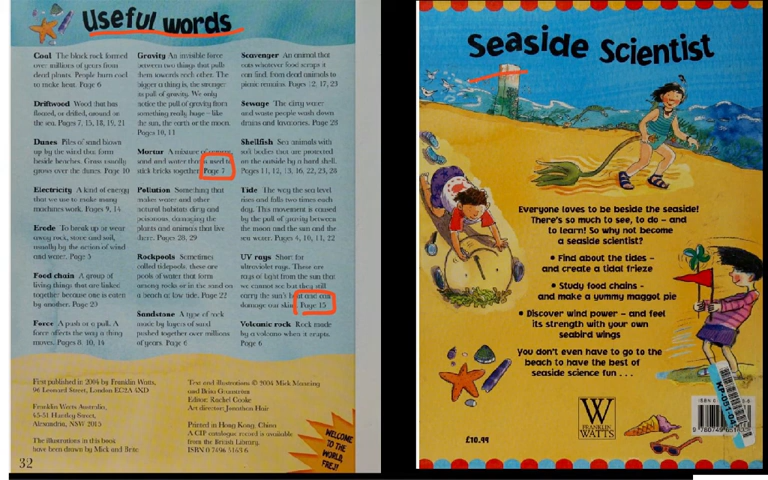 Useful words
Coal The black rock formed
over millions of years from
dead plants. People burn coal
to make heat. Page 6
Driftwood Wood that has
floated, or drifted, around on
the sea. Pages 7, 15, 18, 19, 21
Dunes Piles of sand blown
up by the wind that form
beside beaches. Grass usually
grows over the dunes. Page 10
Electricity A kind of energy
that we use to make many
machines work. Pages 9, 14
Erode To break up or wear
away rock, stone and soil,
usually by the action of wind
and water. Page 5
Food chain A group of
living things that are linked
together because one is eaten
by another. Page 29
Force A push or a pull. A
force affects the way a thing
moves. Pages 8, 10, 14
Gravity An invisible force
between two things that pulls
them towards each other. The
bigger a thing is, the stronger
its pull of gravity. We only
notice the pull of gravity from
something really huge – like
the sun, the earth or the moon.
Pages 10, 11
Mortar A mixture of
sand and water that is used to
stick bricks together. Page 7
Pollution Something that
makes water and other
natural habitats dirty and
poisonous, damaging the
plants and animals that live
there. Pages 28, 29
Rockpools Sometimes
called tidepools, these are
pools of water that form
among rocks or in the sand on
a beach at low tide. Page 22
Sandstone A type of rock
made by layers of sand
pushed together over millions
of years. Page 6
Scavenger An animal that
eats whatever food scraps it
can find, from dead animals to
picnic remains. Pages 12, 17, 23
Sewage The dirty water
and waste people wash down
drains and lavatories. Page 28
Shellfish Sea animals with
soft bodies that are protected
on the outside by a hard shell.
Pages 11, 12, 13, 16, 22, 23, 28
Tide The way the sea level
rises and falls two times each
day. This movement is caused
by the pull of gravity between
the moon and the sun and the
sea water. Pages 4, 10, 11, 22
UV rays Short for
ultraviolet rays. These are
rays of light from the sun that
we cannot see but they still
carry the sun's heat and can
damage our skin. Page 15
Volcanic rock Rock made
by a volcano when it erupts.
Page 6
First published in 2004 by Franklin Watts,
96 Leonard Street, London EC2A 4XD
Franklin Watts Australia,
45-51 Huntley Street,
Alexandria, NSW 2015
The illustrations in this book
have been drawn by Mick and Brita
Text and illustrations © 2004 Mick Manning
and Brita Granström
Editor: Rachel Cooke
Art director: Jonathan Hair
Printed in Hong Kong, China
A CIP catalogue record is available
from the British Library.
ISBN 0 7496 5163 6
WELCOME
TO THE
WORLD,
FREJ!
32
Seaside Scientist
Everyone loves to be beside the seaside!
There's so much to see, to do – and
to learn! So why not become
a seaside scientist?
• Find about the tides –
and create a tidal frieze
• Study food chains –
and make a yummy maggot pie
• Discover wind power – and feel
its strength with your own
seabird wings
You don't even have to go to the
beach to have the best of
seaside science fun . . .
W
FRANKLIN
WATTS
£10.99